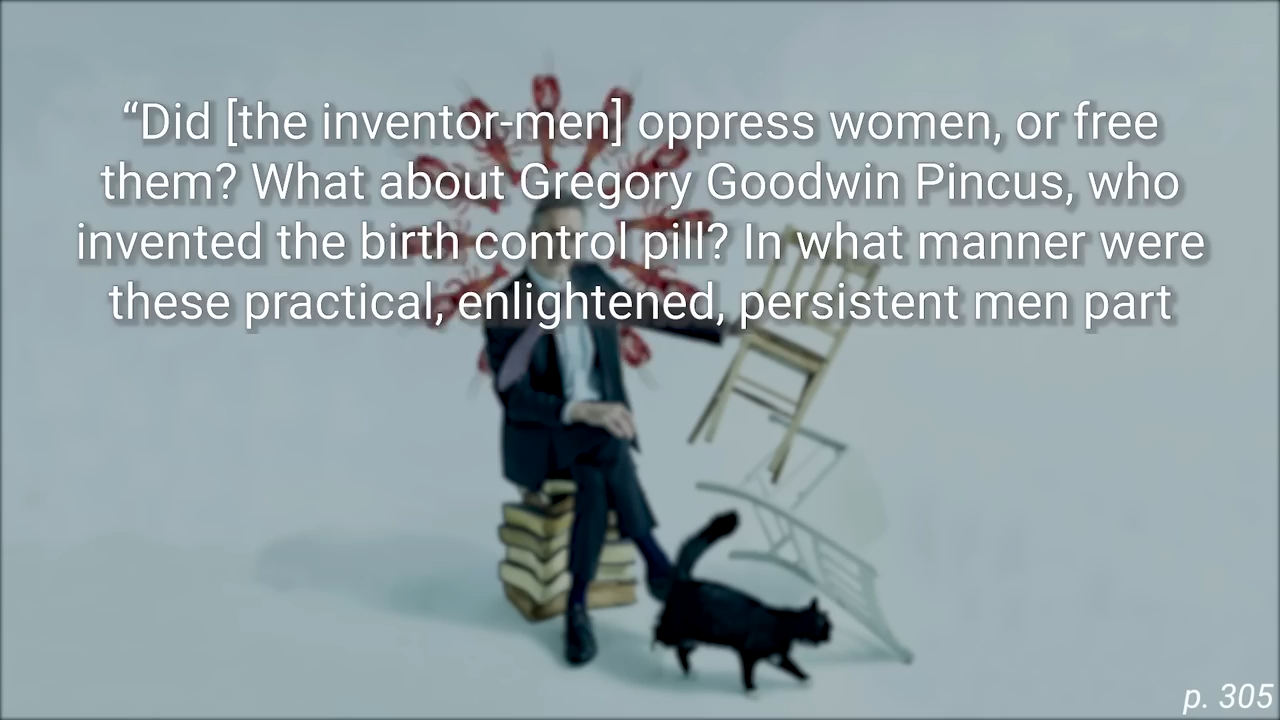 “Did [the inventor-men] oppress women, or free
them? What about Gregory Goodwin Pincus, who
invented the birth control pill? In what manner were
these practical, enlightened, persistent men part
p. 305